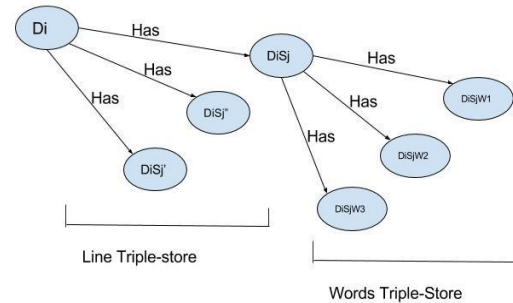 Di
Has
DiSj
Has
DiSjW1
Has
DiSj"
Has
DiSjW2
Has
DiSj'
Has
DiSjW3
Line Triple-store
Words Triple-Store